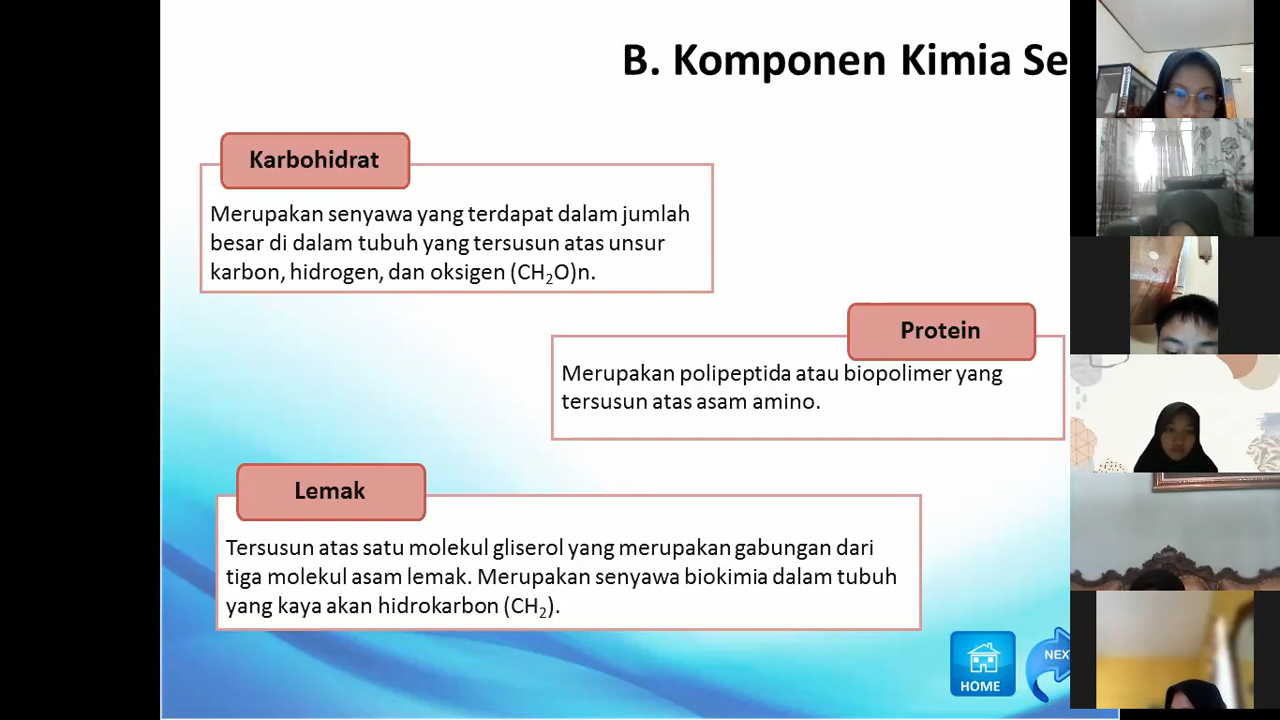 B. Komponen Kimia Se
Karbohidrat
Merupakan senyawa yang terdapat dalam jumlah
besar di dalam tubuh yang tersusun atas unsur
karbon, hidrogen, dan oksigen (CH₂O)n.
Protein
Merupakan polipeptida atau biopolimer yang
tersusun atas asam amino.
Lemak
Tersusun atas satu molekul gliserol yang merupakan gabungan dari
tiga molekul asam lemak. Merupakan senyawa biokimia dalam tubuh
yang kaya akan hidrokarbon (CH₂).
HOME
NEX